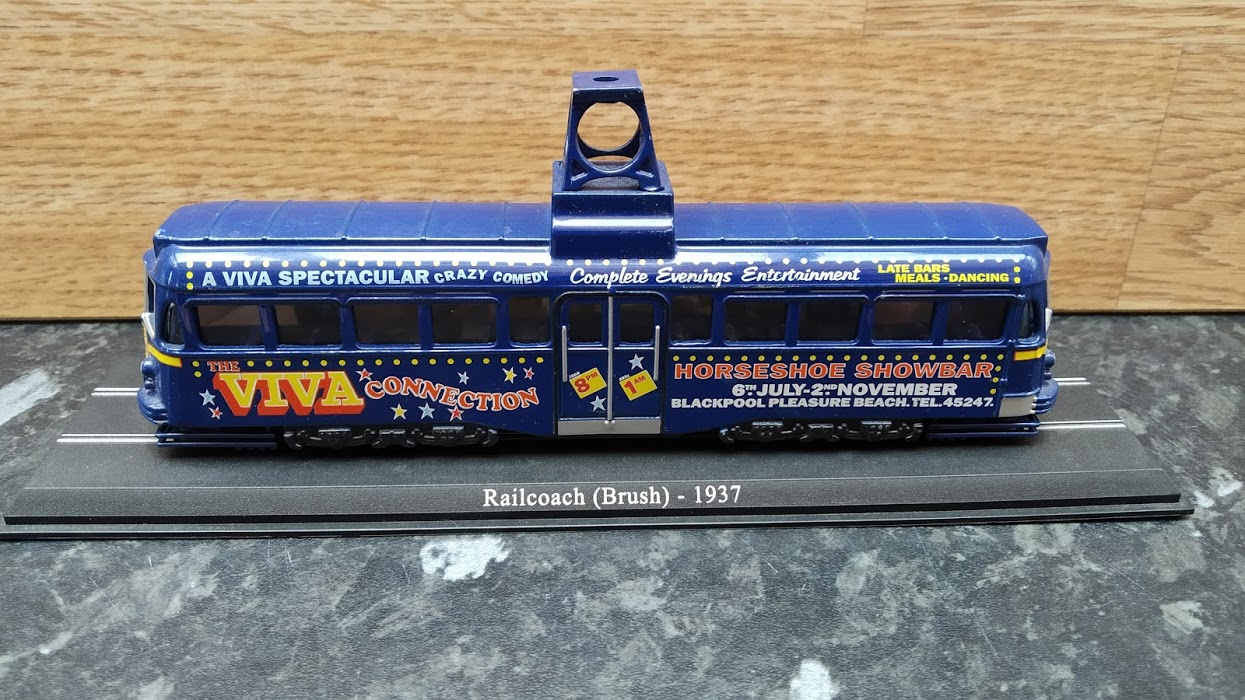 A VIVA SPECTACULAR CRAZY COMEDY Complete Evenings Entertainment LATE BARS
MEALS - DANCING
THE
VIVA CONNECTION
8PM
1AM
HORSESHOE SHOWBAR
6TH JULY-2ND NOVEMBER
BLACKPOOL PLEASURE BEACH. TEL. 45247.
Railcoach (Brush) - 1937